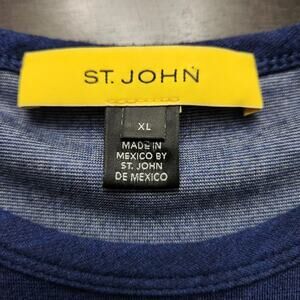 ST. JOHN
XL
MADE IN
MEXICO BY
ST. JOHN
DE MEXICO